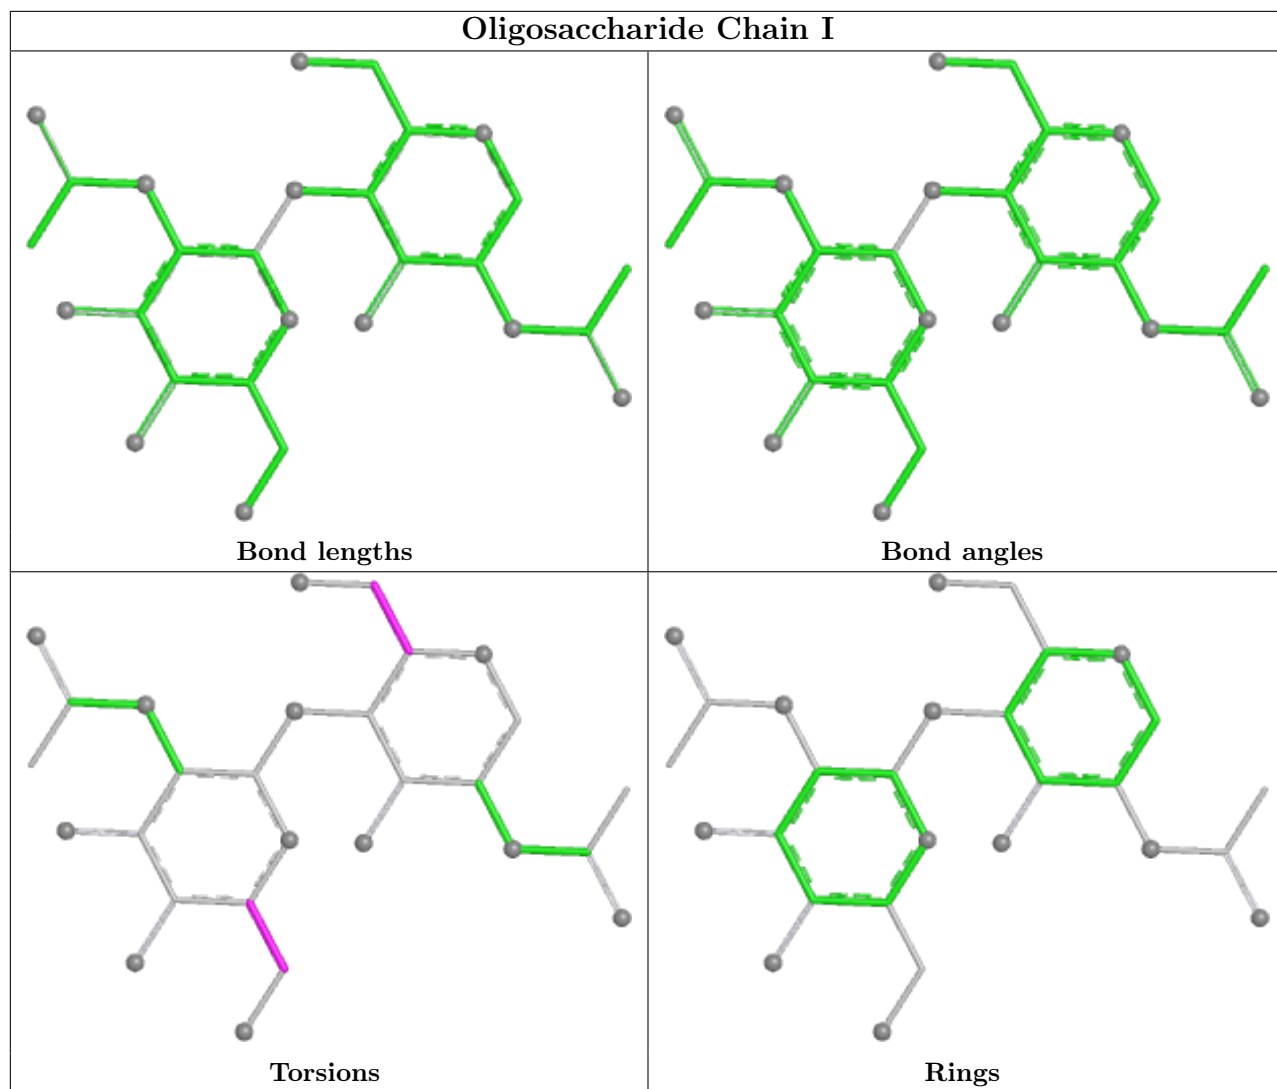 Oligosaccharide Chain I
Bond lengths
Bond angles
Torsions
Rings